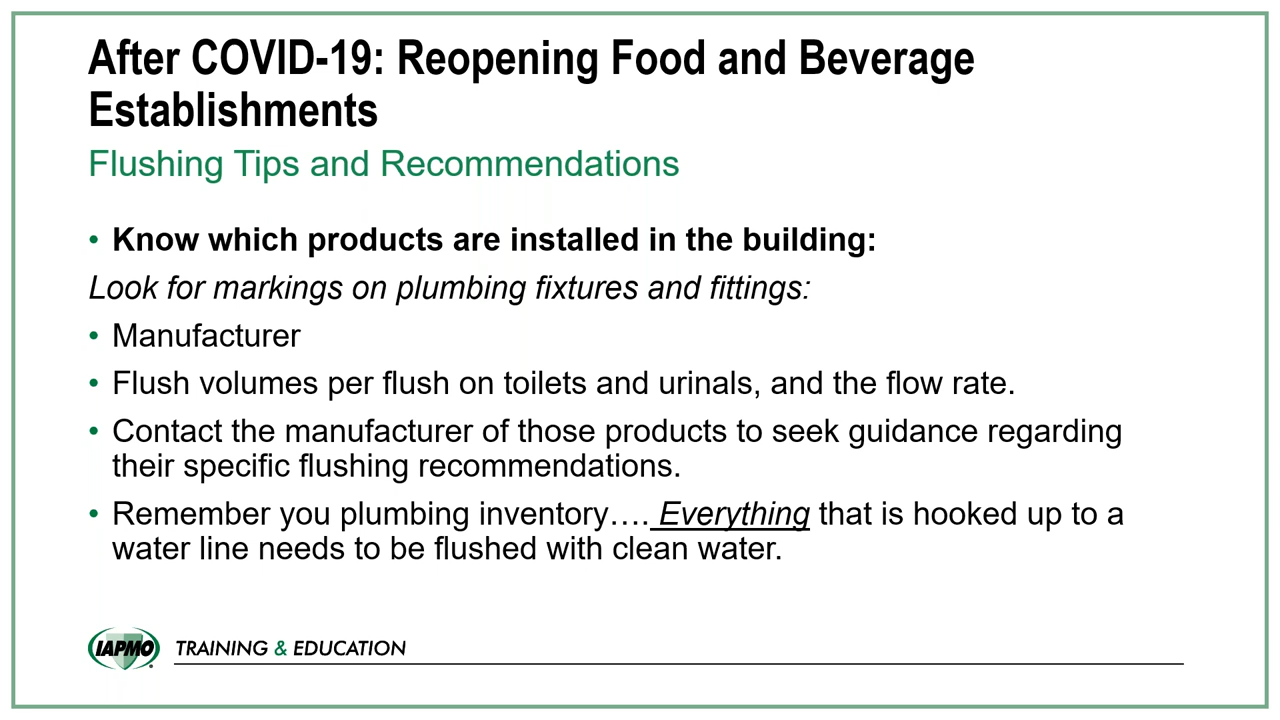 After COVID-19: Reopening Food and Beverage
Establishments
Flushing Tips and Recommendations
• Know which products are installed in the building:
Look for markings on plumbing fixtures and fittings:
• Manufacturer
• Flush volumes per flush on toilets and urinals, and the flow rate.
• Contact the manufacturer of those products to seek guidance regarding
their specific flushing recommendations.
• Remember you plumbing inventory…. Everything that is hooked up to a
water line needs to be flushed with clean water.
IAPMO TRAINING & EDUCATION